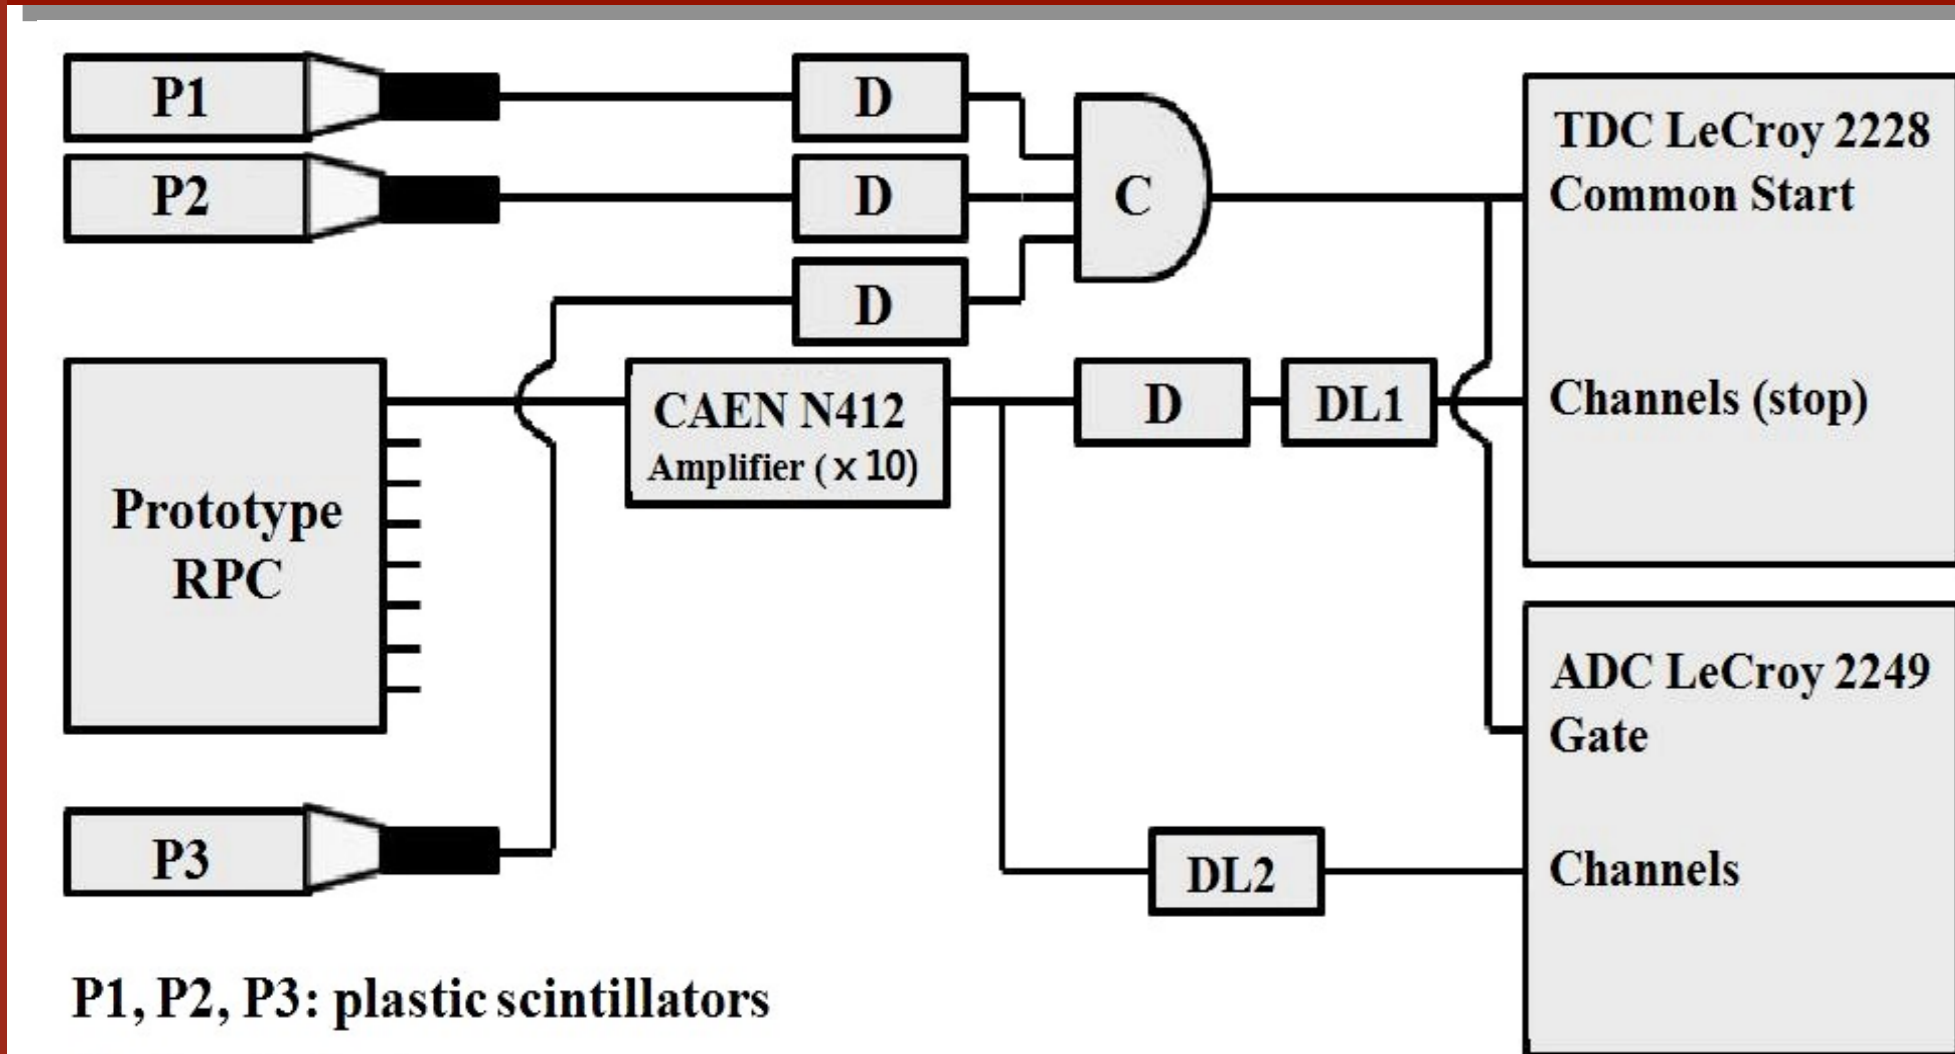 P1
D
P2
D
C
D
TDC LeCroy 2228
Common Start
Channels (stop)
Prototype
RPC
CAEN N412
Amplifier ( x 10)
D
DL1
ADC LeCroy 2249
Gate
Channels
P3
DL2
P1, P2, P3: plastic scintillators